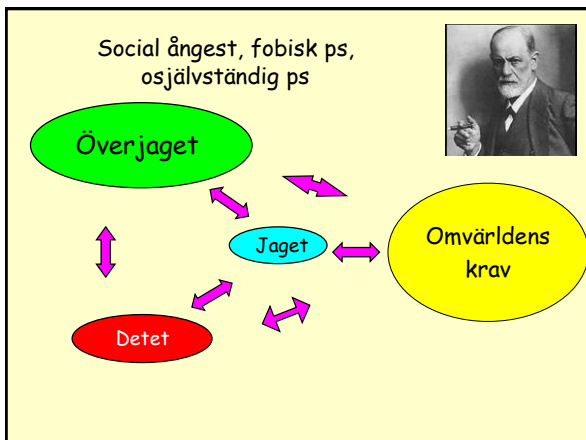 Social ångest, fobisk ps,
osjälvständig ps
Överjaget
Jaget
Omvärldens
krav
Detet